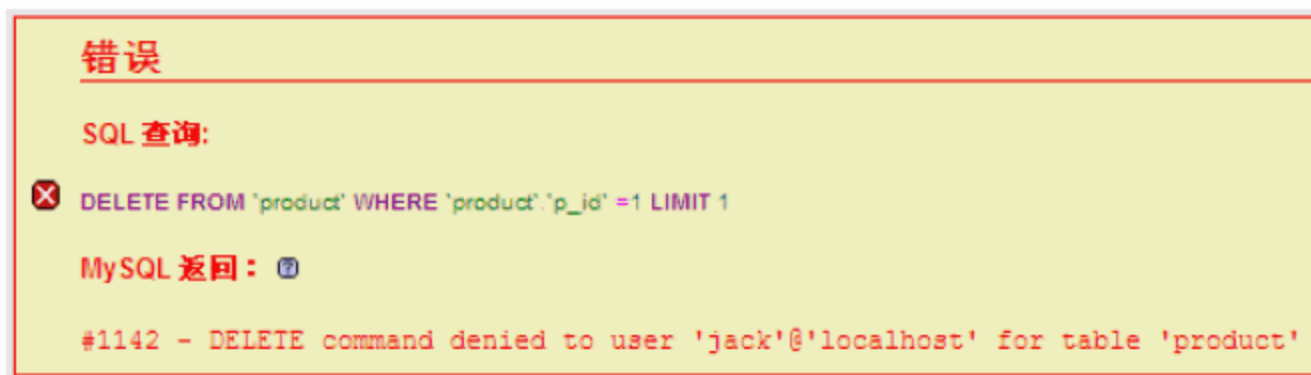 错误
SQL 查询:
DELETE FROM `product` WHERE `product`.`p_id` =1 LIMIT 1
MySQL 返回：
#1142 - DELETE command denied to user 'jack'@'localhost' for table 'product'